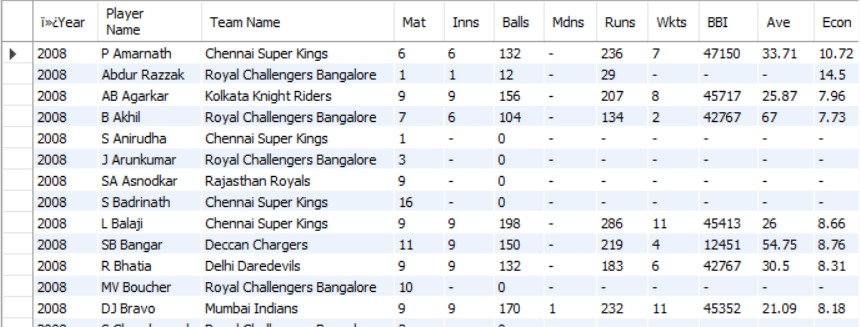 ï»¿Year Player Name Team Name Mat Inns Balls Mdns Runs Wkts BBI Ave Econ
2008 P Amarnath Chennai Super Kings 6 6 132 - 236 7 47150 33.71 10.72
2008 Abdur Razzak Royal Challengers Bangalore 1 1 12 - 29 - - - 14.5
2008 AB Agarkar Kolkata Knight Riders 9 9 156 - 207 8 45717 25.87 7.96
2008 B Akhil Royal Challengers Bangalore 7 6 104 - 134 2 42767 67 7.73
2008 S Anirudha Chennai Super Kings 1 - 0 - - - - - -
2008 J Arunkumar Royal Challengers Bangalore 3 - 0 - - - - - -
2008 SA Asnodkar Rajasthan Royals 9 - 0 - - - - - -
2008 S Badrinath Chennai Super Kings 16 - 0 - - - - - -
2008 L Balaji Chennai Super Kings 9 9 198 - 286 11 45413 26 8.66
2008 SB Bangar Deccan Chargers 11 9 150 - 219 4 12451 54.75 8.76
2008 R Bhatia Delhi Daredevils 9 9 132 - 183 6 42767 30.5 8.31
2008 MV Boucher Royal Challengers Bangalore 10 - 0 - - - - - -
2008 DJ Bravo Mumbai Indians 9 9 170 1 232 11 45352 21.09 8.18